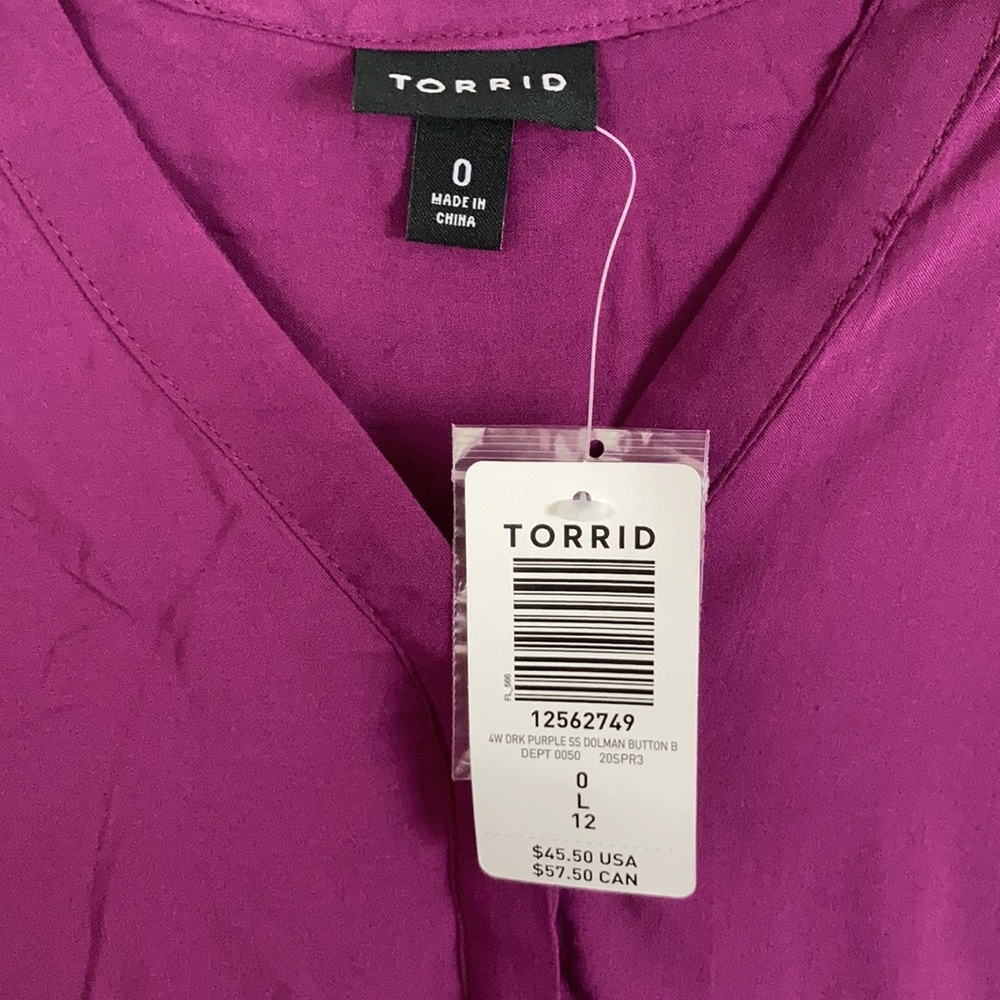 TORRID
0
MADE IN
CHINA
TORRID
FL_566
12562749
4W DRK PURPLE SS DOLMAN BUTTON B
DEPT 0050 20SPR3
0
L
12
$45.50 USA
$57.50 CAN